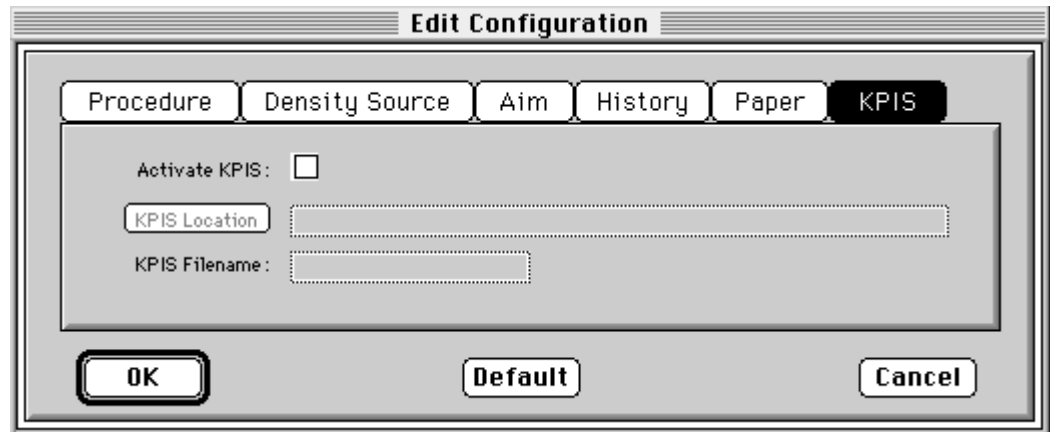 Edit Configuration
Procedure Density Source Aim History Paper KPIS
Activate KPIS:
KPIS Location
KPIS Filename:
OK Default Cancel